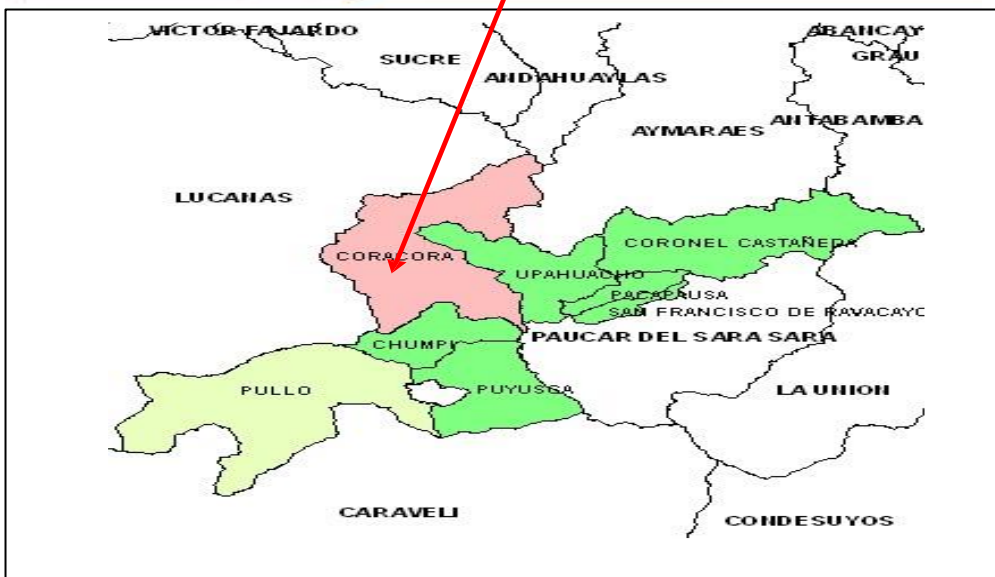 VICTOR FAJARDO
ABANCAY
SUCRE
GRAU
ANDAHUAYLAS
ANTABAMBA
AYMARAES
LUCANAS
CORONEL CASTAÑEDA
CORACORA
UPAHUACHO
PACAPAUSA
SAN FRANCISCO DE RAVACAYC
PAUCAR DEL SARA SARA
CHUMPI
PULLO
PUYUSCA
LA UNION
CARAVELI
CONDESUYOS